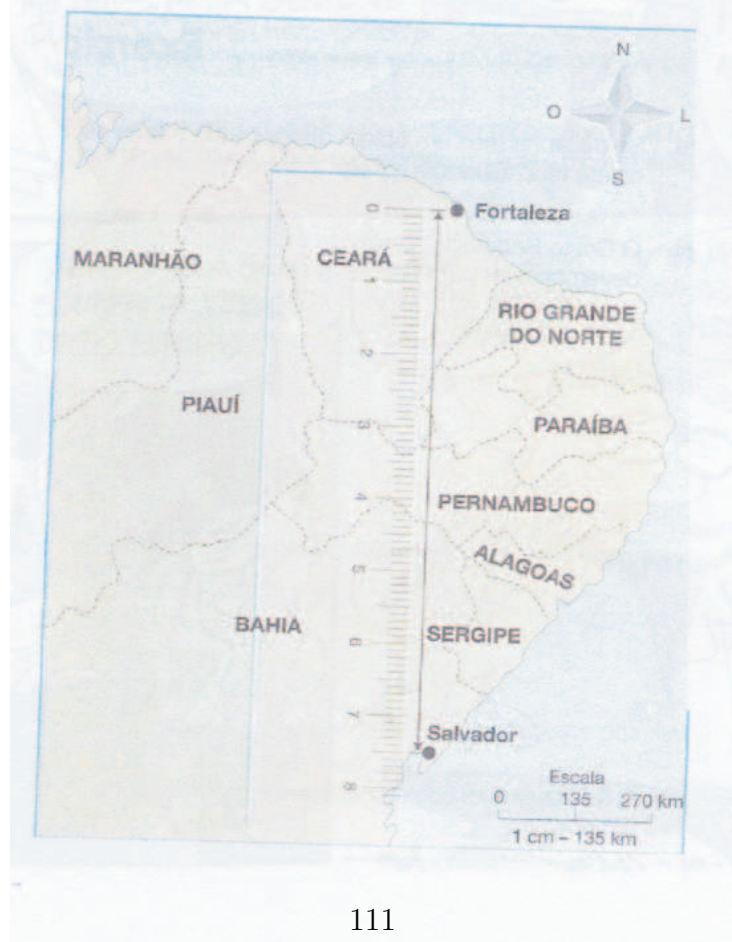 N
O
L
S
Fortaleza
MARANHÃO
CEARÁ
0
1
2
3
4
5
6
7
8
RIO GRANDE
DO NORTE
PIAUÍ
PARAÍBA
PERNAMBUCO
ALAGOAS
BAHIA
SERGIPE
Salvador
Escala
0 135 270 km
1 cm – 135 km
111